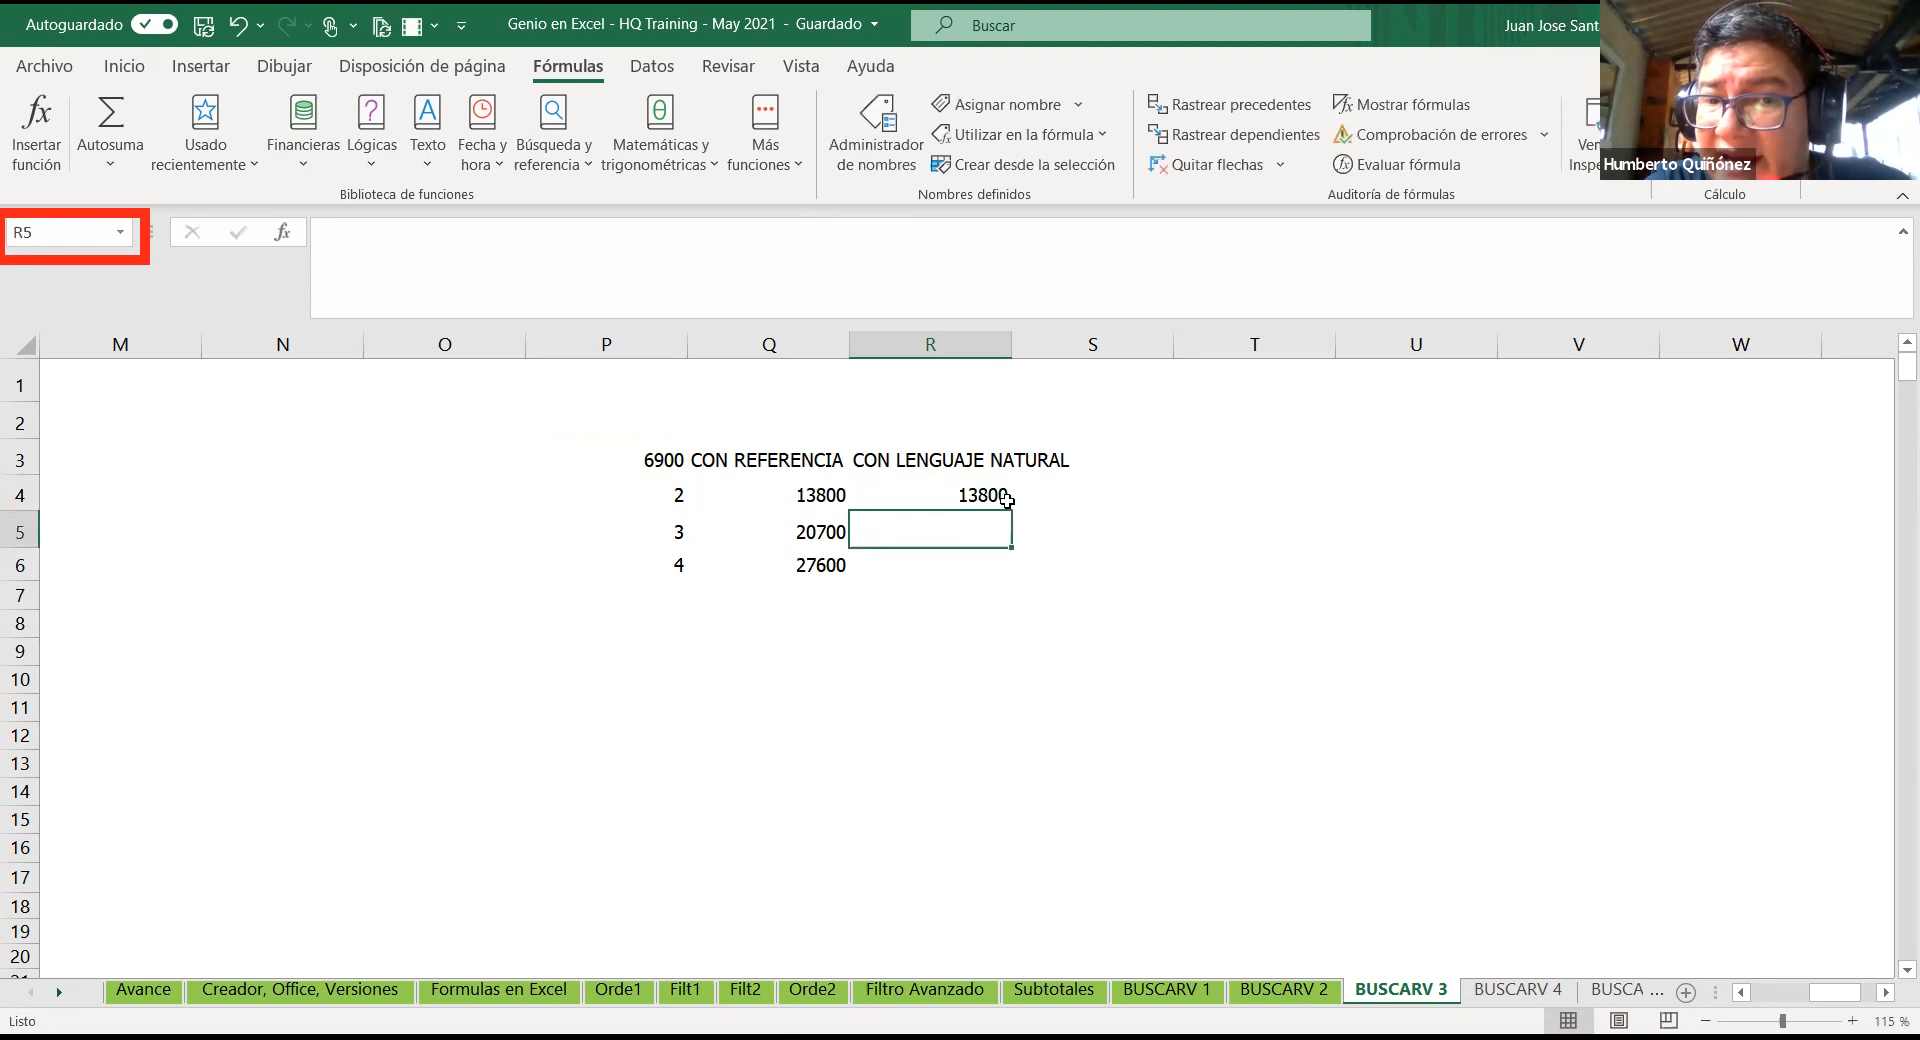 Autoguardado
Genio en Excel - HQ Training - May 2021 - Guardado
Buscar
Juan Jose
Archivo Inicio Insertar Dibujar Disposición de página Fórmulas Datos Revisar Vista Ayuda
Insertar función
Autosuma
Usado recientemente
Financieras
Lógicas
Texto
Fecha y hora
Búsqueda y referencia
Matemáticas y trigonométricas
Más funciones
Biblioteca de funciones
Administrador de nombres
Asignar nombre
Utilizar en la fórmula
Crear desde la selección
Nombres definidos
Rastrear precedentes
Rastrear dependientes
Quitar flechas
Mostrar fórmulas
Comprobación de errores
Evaluar fórmula
Auditoría de fórmulas
Cálculo
Humberto Quiñónez
R5
fx
M N O P Q R S T U V W
1
2
3 6900 CON REFERENCIA CON LENGUAJE NATURAL
4 2 13800 13800
5 3 20700
6 4 27600
7
8
9
10
11
12
13
14
15
16
17
18
19
20
Avance Creador, Office, Versiones Formulas en Excel Orde1 Filt1 Filt2 Orde2 Filtro Avanzado Subtotales BUSCARV 1 BUSCARV 2 BUSCARV 3 BUSCARV 4 BUSCA ...
Listo
115 %